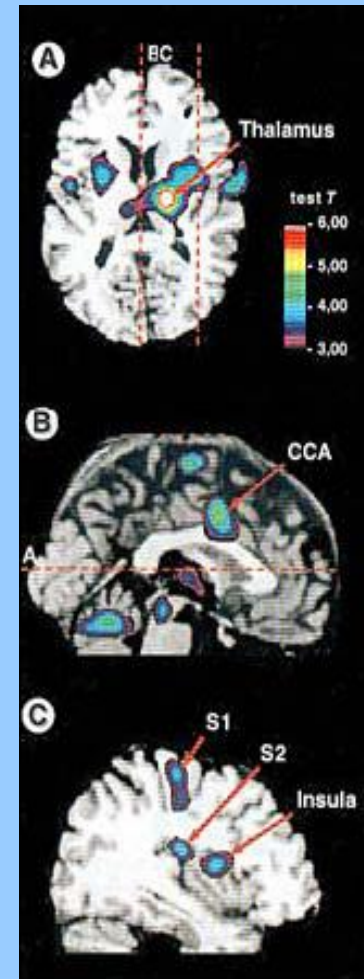 A
BC
Thalamus
test T
- 6,00
- 5,00
- 4,00
- 3,00
B
CCA
A
C
S1
S2
Insula